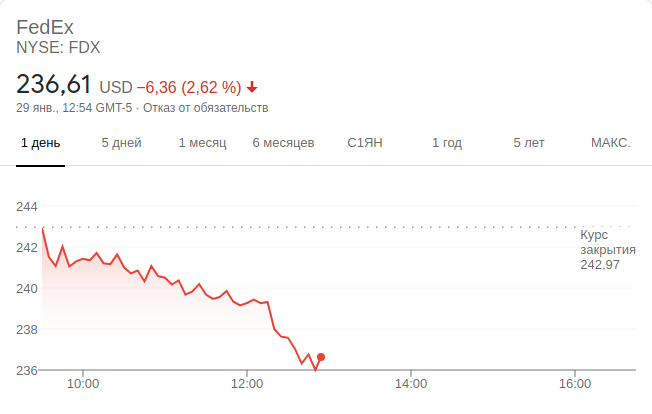 FedEx
NYSE: FDX
236,61 USD −6,36 (2,62 %)
29 янв., 12:54 GMT-5 · Отказ от обязательств
1 день 5 дней 1 месяц 6 месяцев С1ЯН 1 год 5 лет МАКС.
244
242
240
238
236
Курс
закрытия
242,97
10:00 12:00 14:00 16:00